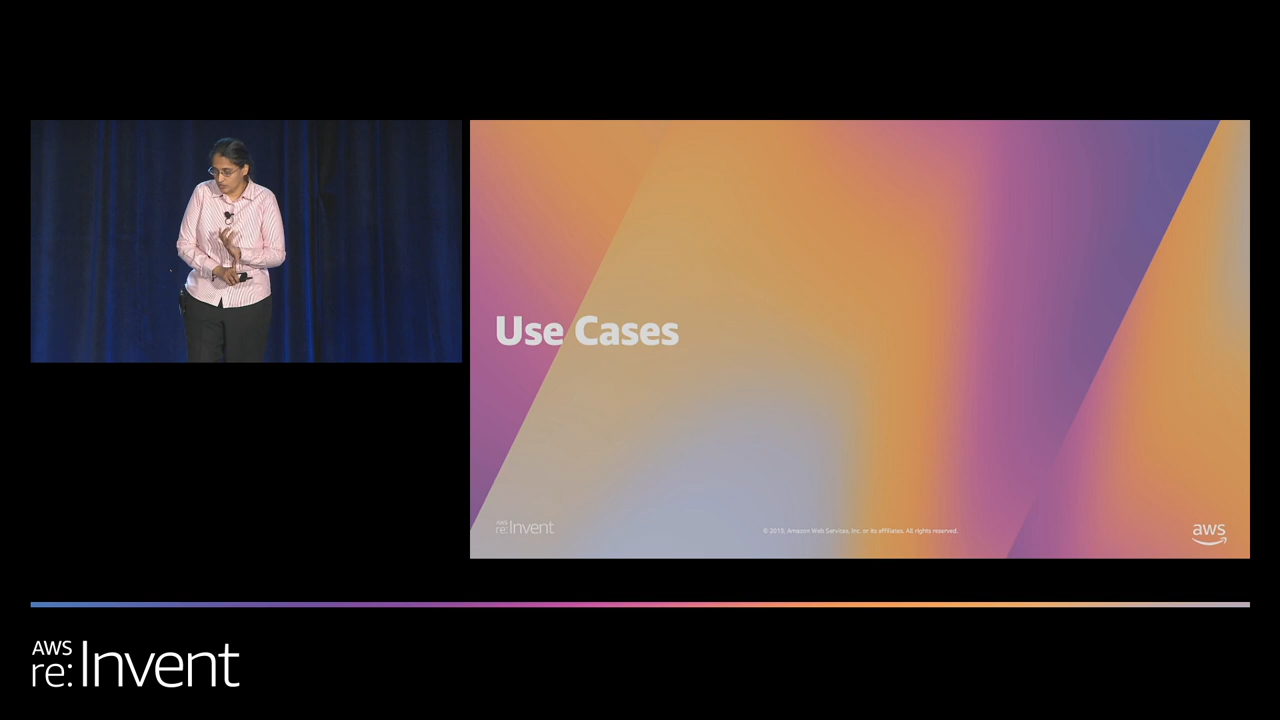 Use Cases
AWS
re:Invent
© 2019, Amazon Web Services, Inc. or its affiliates. All rights reserved.
aws
AWS
re:Invent